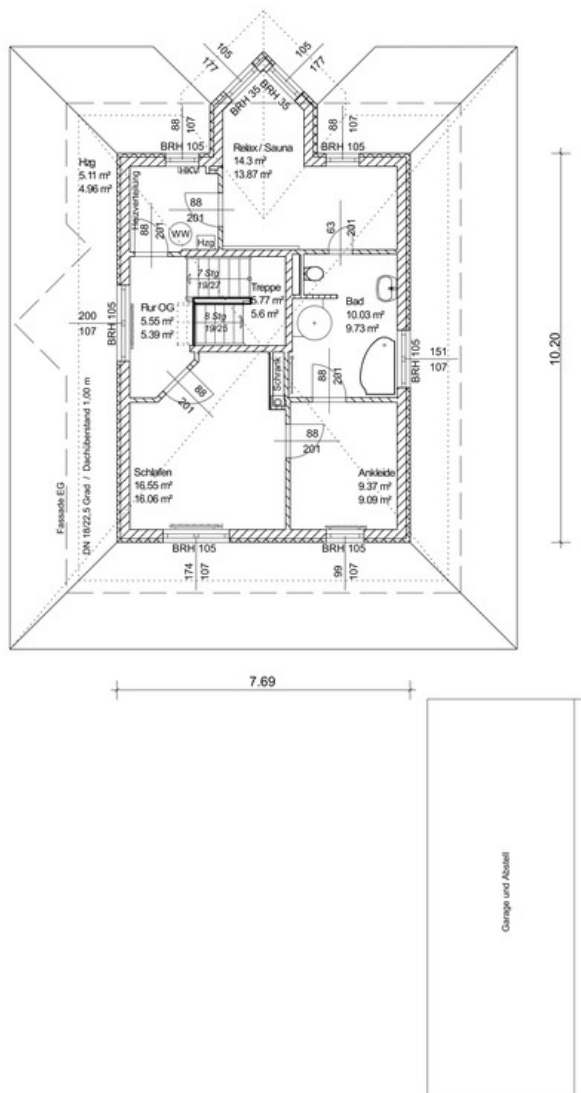 105
177
105
177
BRH 35
BRH 35
88
107
88
107
BRH 105
BRH 105
Hzg
5.11 m²
4.96 m²
Relax / Sauna
14.3 m²
13.87 m²
HKV
Heizverteilung
88
201
88
201
WW
Hzg
63
201
7 Stg
19/27
Treppe
5.77 m²
5.6 m²
8 Stg
19/25
Flur OG
5.55 m²
5.39 m²
Bad
10.03 m²
9.73 m²
200
107
BRH 105
151
107
BRH 105
88
201
Schrank
88
201
88
201
Schlafen
16.55 m²
16.06 m²
Ankleide
9.37 m²
9.09 m²
Fassade EG
DN 18/22,5 Grad / Dachüberstand 1,00 m
BRH 105
174
107
BRH 105
99
107
10.20
7.69
Garage und Abstell